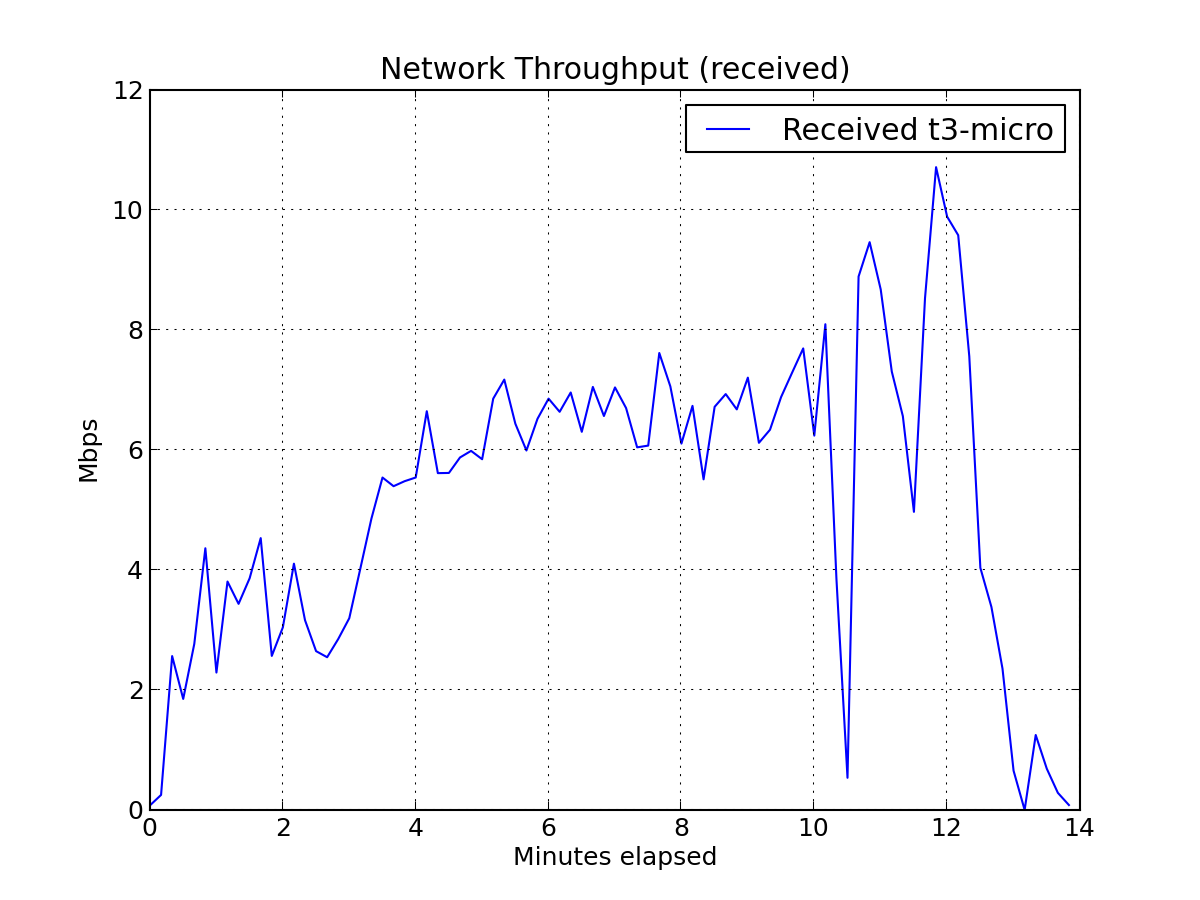 Network Throughput (received)
Received t3-micro
12
10
8
6
4
2
0
Mbps
0 2 4 6 8 10 12 14
Minutes elapsed